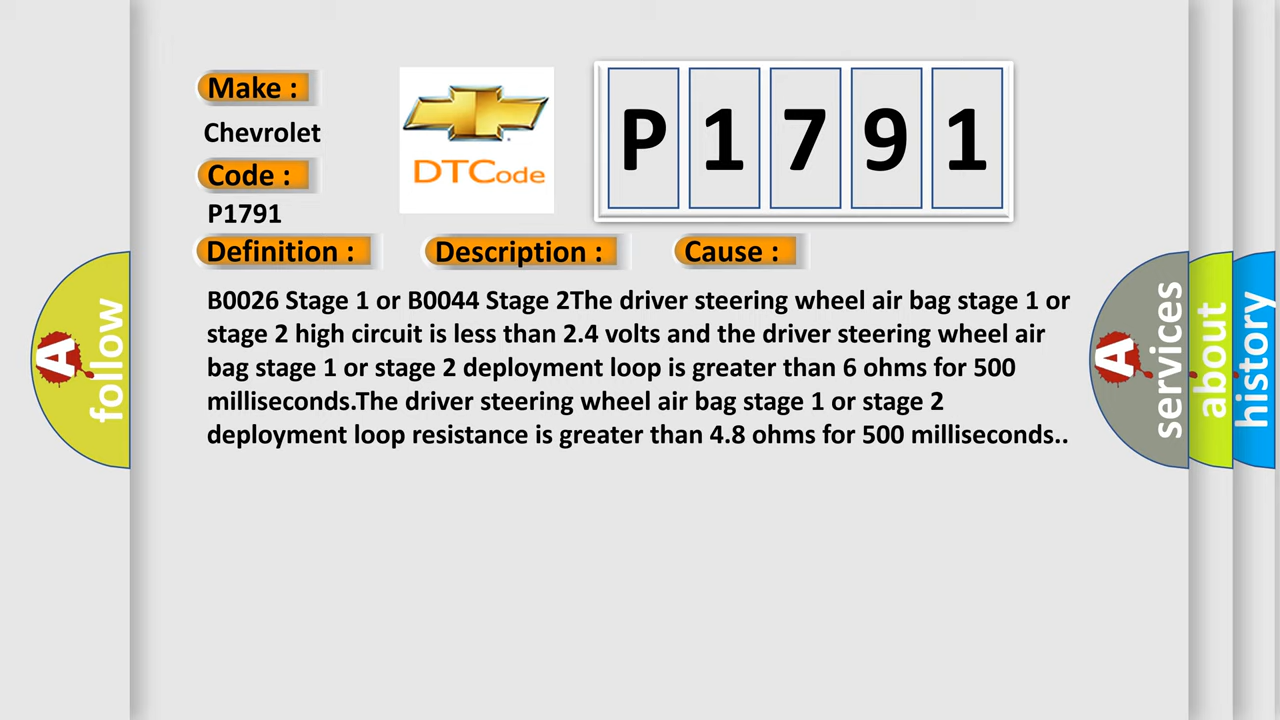 Make :
Chevrolet
Code :
P1791
DTCode
P1791
Definition :
Description :
Cause :
B0026 Stage 1 or B0044 Stage 2The driver steering wheel air bag stage 1 or
stage 2 high circuit is less than 2.4 volts and the driver steering wheel air
bag stage 1 or stage 2 deployment loop is greater than 6 ohms for 500
milliseconds.The driver steering wheel air bag stage 1 or stage 2
deployment loop resistance is greater than 4.8 ohms for 500 milliseconds..
A
follow
A
services
about
history